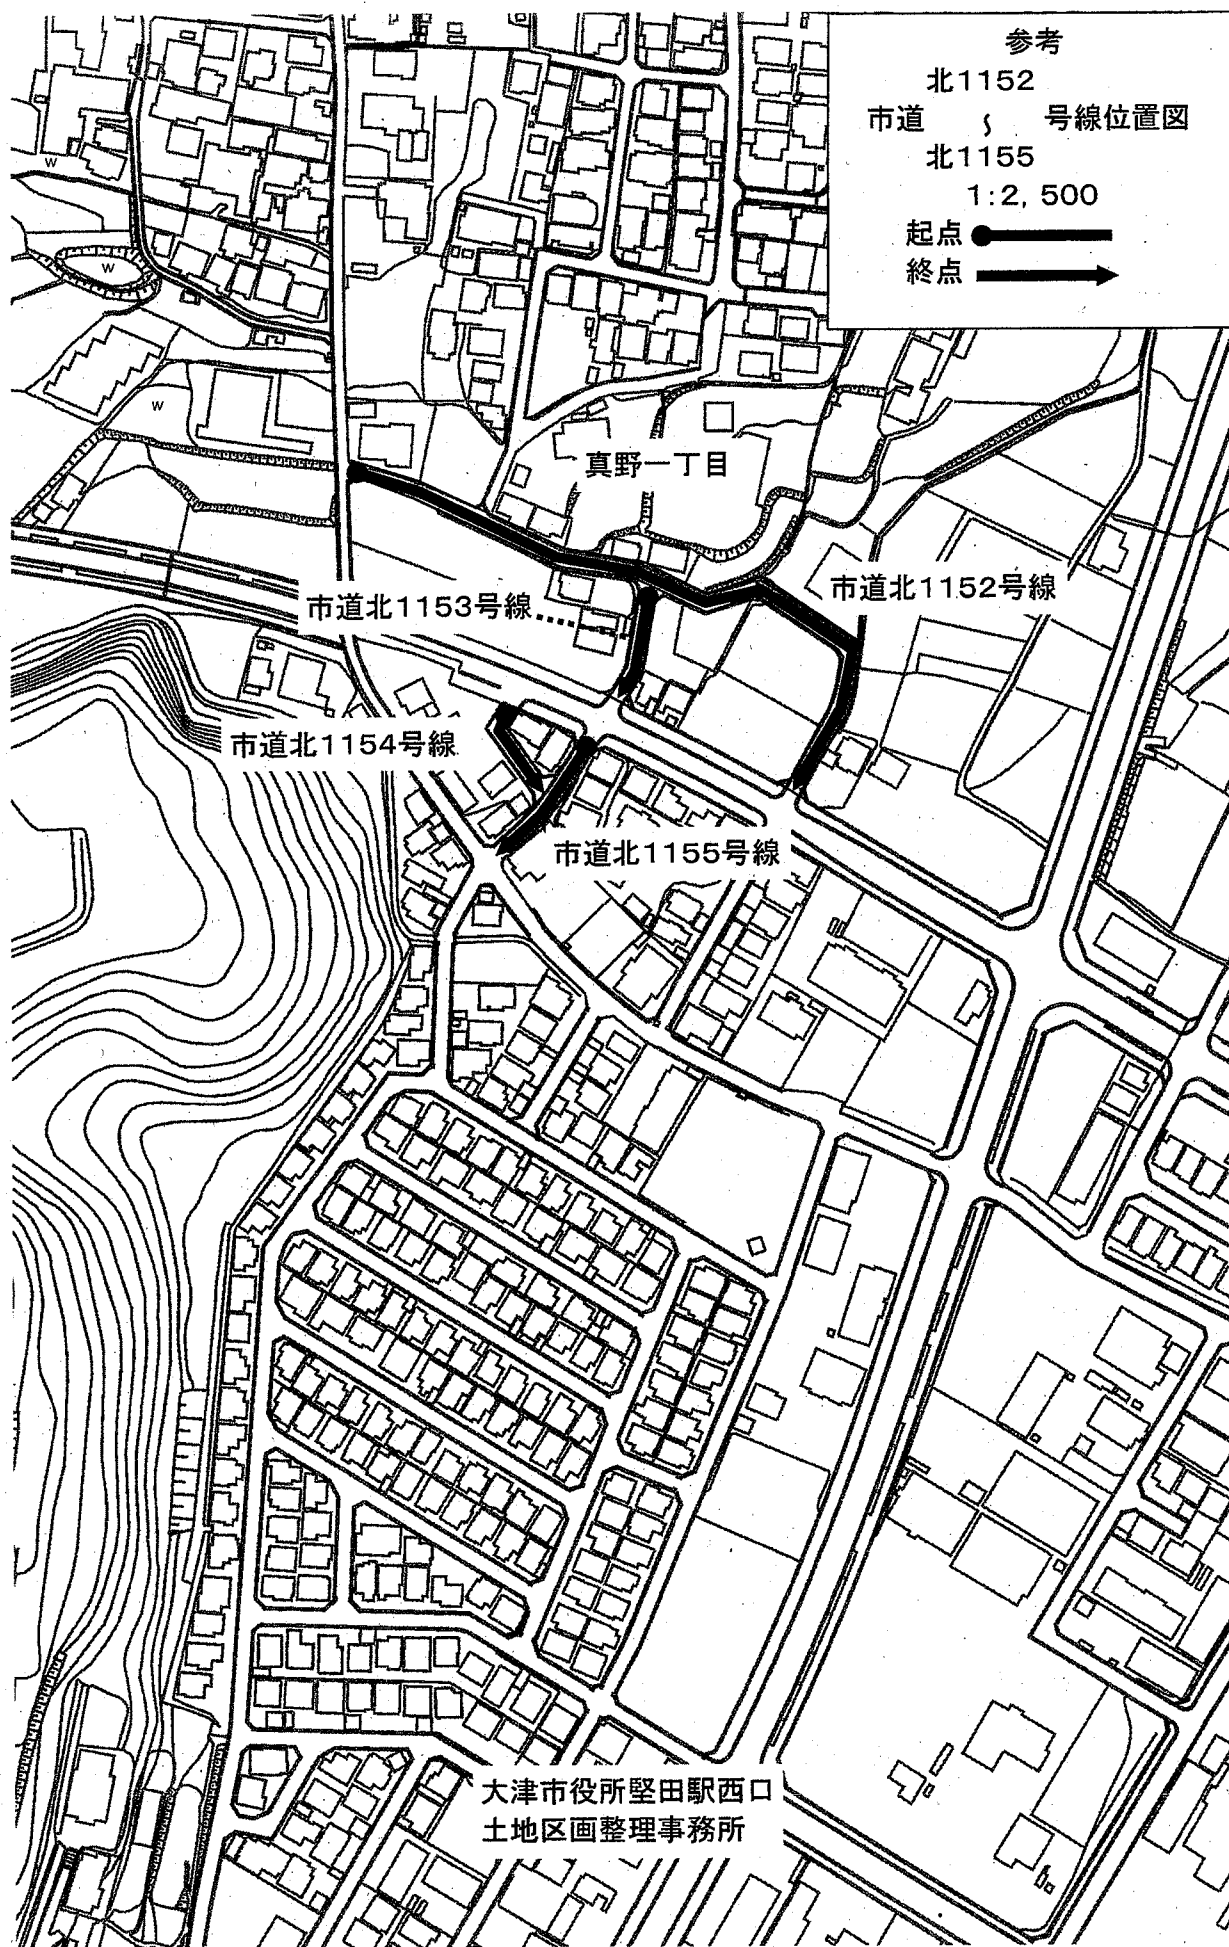 参考
北1152
市道 ~ 号線位置図
北1155
1:2,500
起点
終点
W
W
W
真野一丁目
市道北1152号線
市道北1153号線
市道北1154号線
市道北1155号線
大津市役所堅田駅西口
土地区画整理事務所